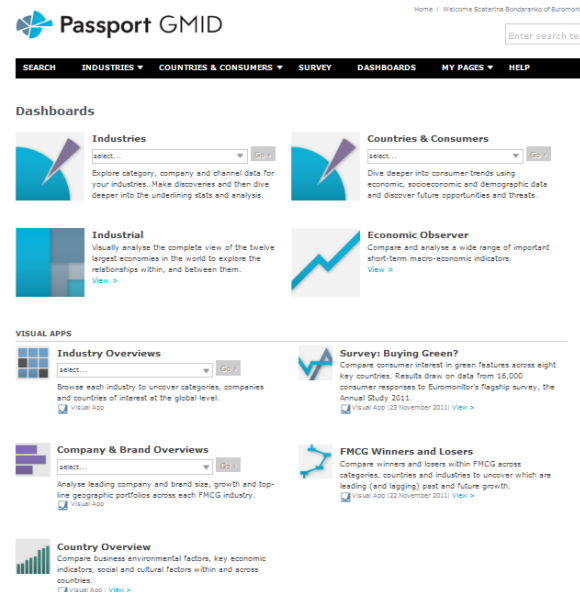 Home | Welcome Ecaterina Bondarenko of Euromoni
Passport GMID
Enter search te
SEARCH INDUSTRIES COUNTRIES & CONSUMERS SURVEY DASHBOARDS MY PAGES HELP
Dashboards
Industries
select... Go >
Explore category, company and channel data for
your industries. Make discoveries and then dive
deeper into the underlining stats and analysis.
Countries & Consumers
select... Go >
Dive deeper into consumer trends using
economic, socioeconomic and demographic data
and discover future opportunities and threats.
Industrial
Visually analyse the complete view of the twelve
largest economies in the world to explore the
relationships within, and between them.
View >
Economic Observer
Compare and analyse a wide range of important
short-term macro-economic indicators.
View >
VISUAL APPS
Industry Overviews
select... Go >
Browse each industry to uncover categories, companies
and countries of interest at the global level.
Visual App
Survey: Buying Green?
Compare consumer interest in green features across eight
key countries. Results draw on data from 16,000
consumer responses to Euromonitor's flagship survey, the
Annual Study 2011.
Visual App (23 November 2011) View >
Company & Brand Overviews
select... Go >
Analyse leading company and brand size, growth and top-
line geographic portfolios across each FMCG industry.
Visual App
FMCG Winners and Losers
Compare winners and losers within FMCG across
categories, countries and industries to uncover which are
leading (and lagging) past and future growth.
Visual App (22 November 2011) View >
Country Overview
Compare business environmental factors, key economic
indicators, social and cultural factors within and across
countries.
Visual App | View >